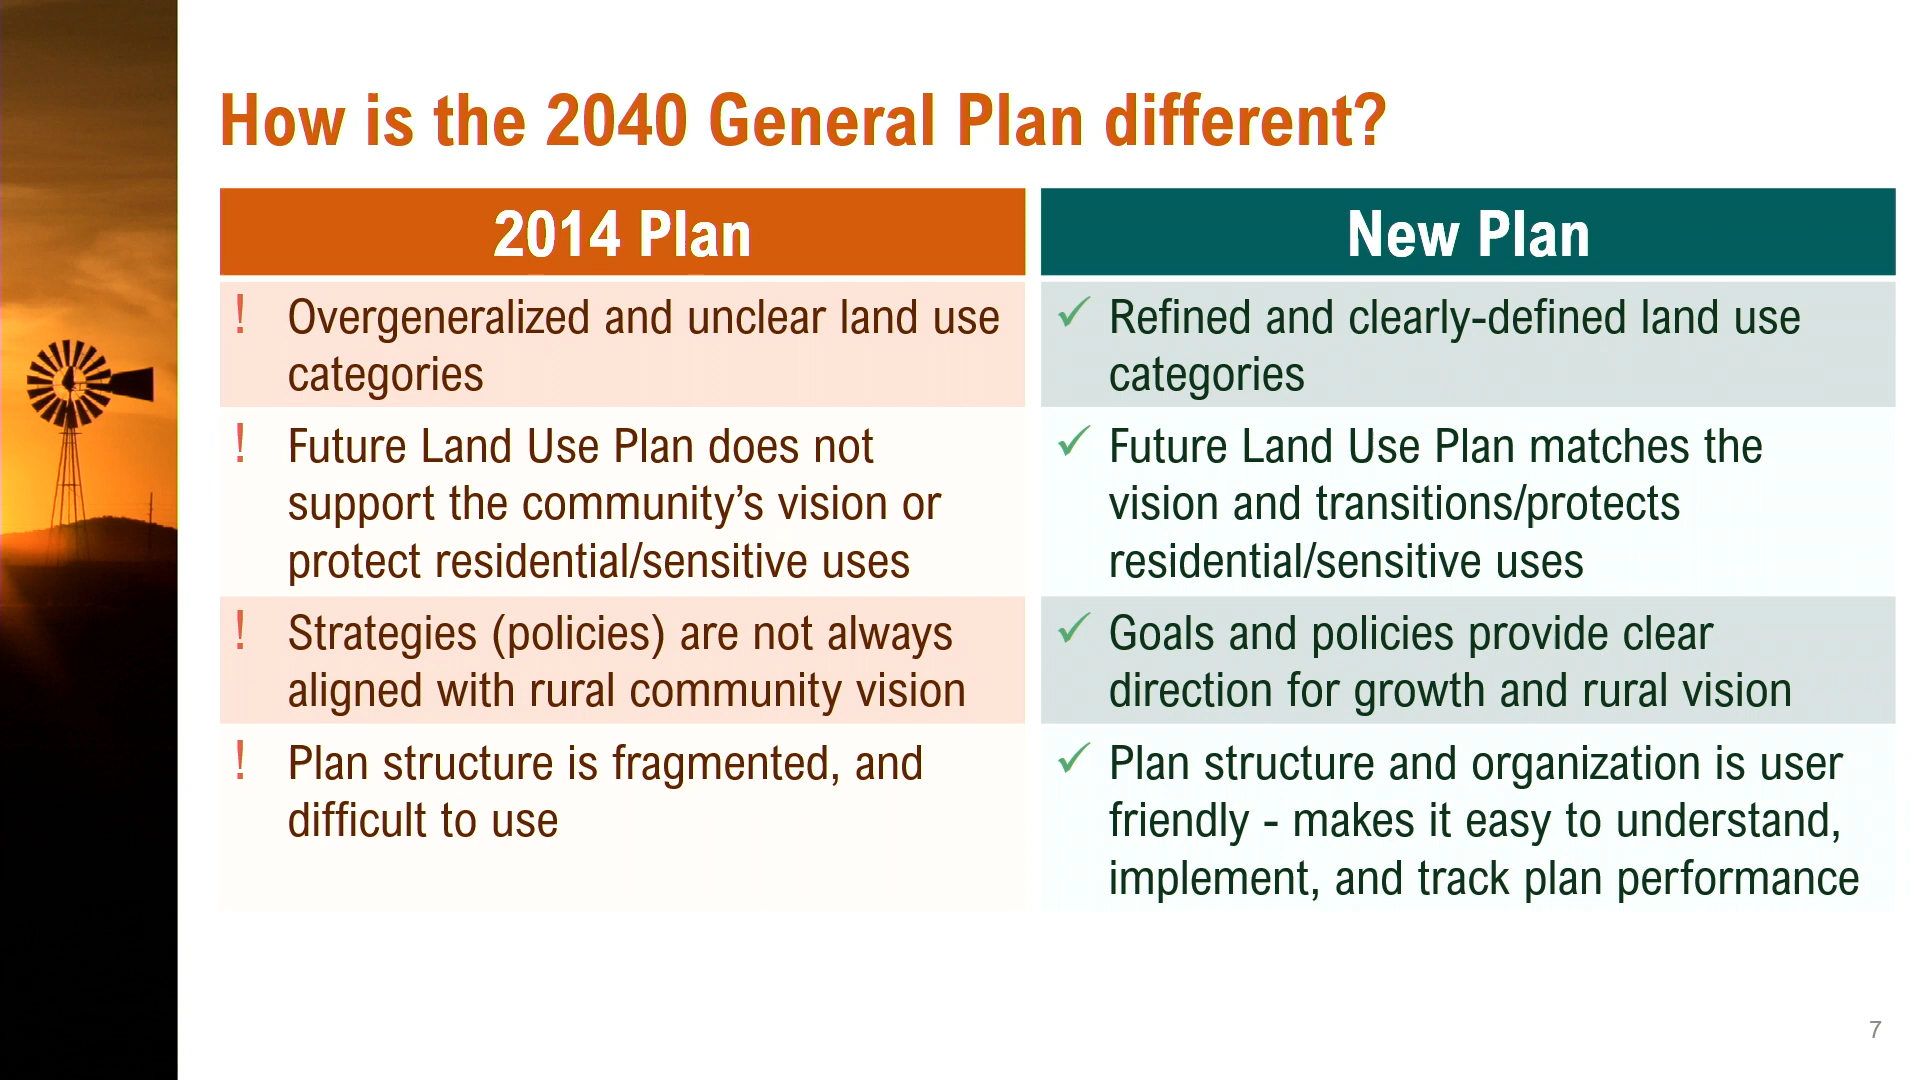 How is the 2040 General Plan different?
2014 Plan
! Overgeneralized and unclear land use
categories
! Future Land Use Plan does not
support the community’s vision or
protect residential/sensitive uses
! Strategies (policies) are not always
aligned with rural community vision
! Plan structure is fragmented, and
difficult to use
New Plan
✓ Refined and clearly-defined land use
categories
✓ Future Land Use Plan matches the
vision and transitions/protects
residential/sensitive uses
✓ Goals and policies provide clear
direction for growth and rural vision
✓ Plan structure and organization is user
friendly - makes it easy to understand,
implement, and track plan performance
7